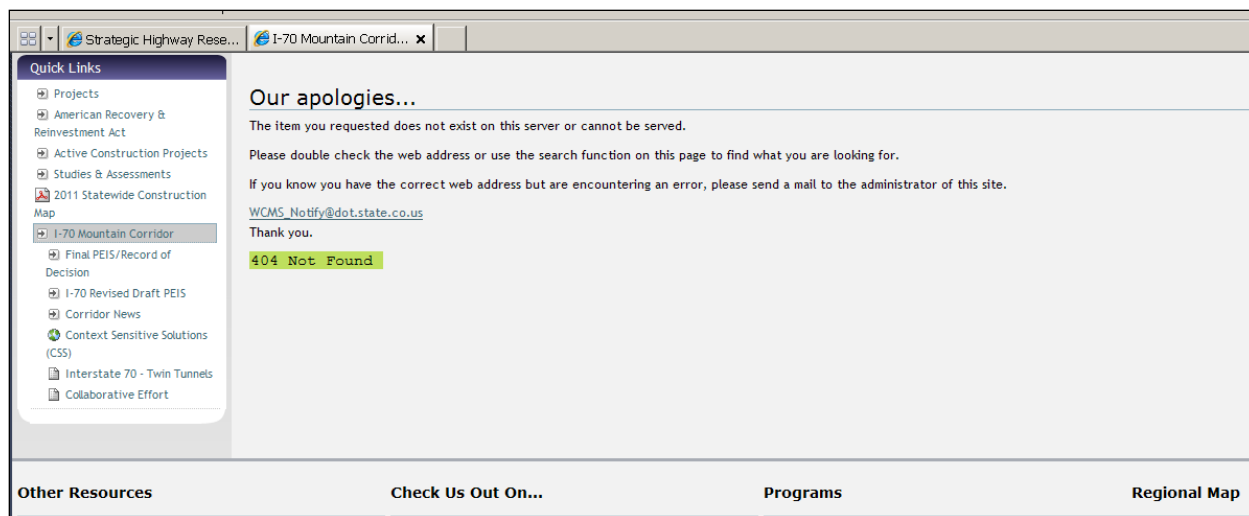 Strategic Highway Rese...
I-70 Mountain Corrid...
Quick Links
Projects
American Recovery &
Reinvestment Act
Active Construction Projects
Studies & Assessments
2011 Statewide Construction
Map
I-70 Mountain Corridor
Final PEIS/Record of
Decision
I-70 Revised Draft PEIS
Corridor News
Context Sensitive Solutions
(CSS)
Interstate 70 - Twin Tunnels
Collaborative Effort
Our apologies...
The item you requested does not exist on this server or cannot be served.
Please double check the web address or use the search function on this page to find what you are looking for.
If you know you have the correct web address but are encountering an error, please send a mail to the administrator of this site.
WCMS_Notify@dot.state.co.us
Thank you.
404 Not Found
Other Resources
Check Us Out On...
Programs
Regional Map